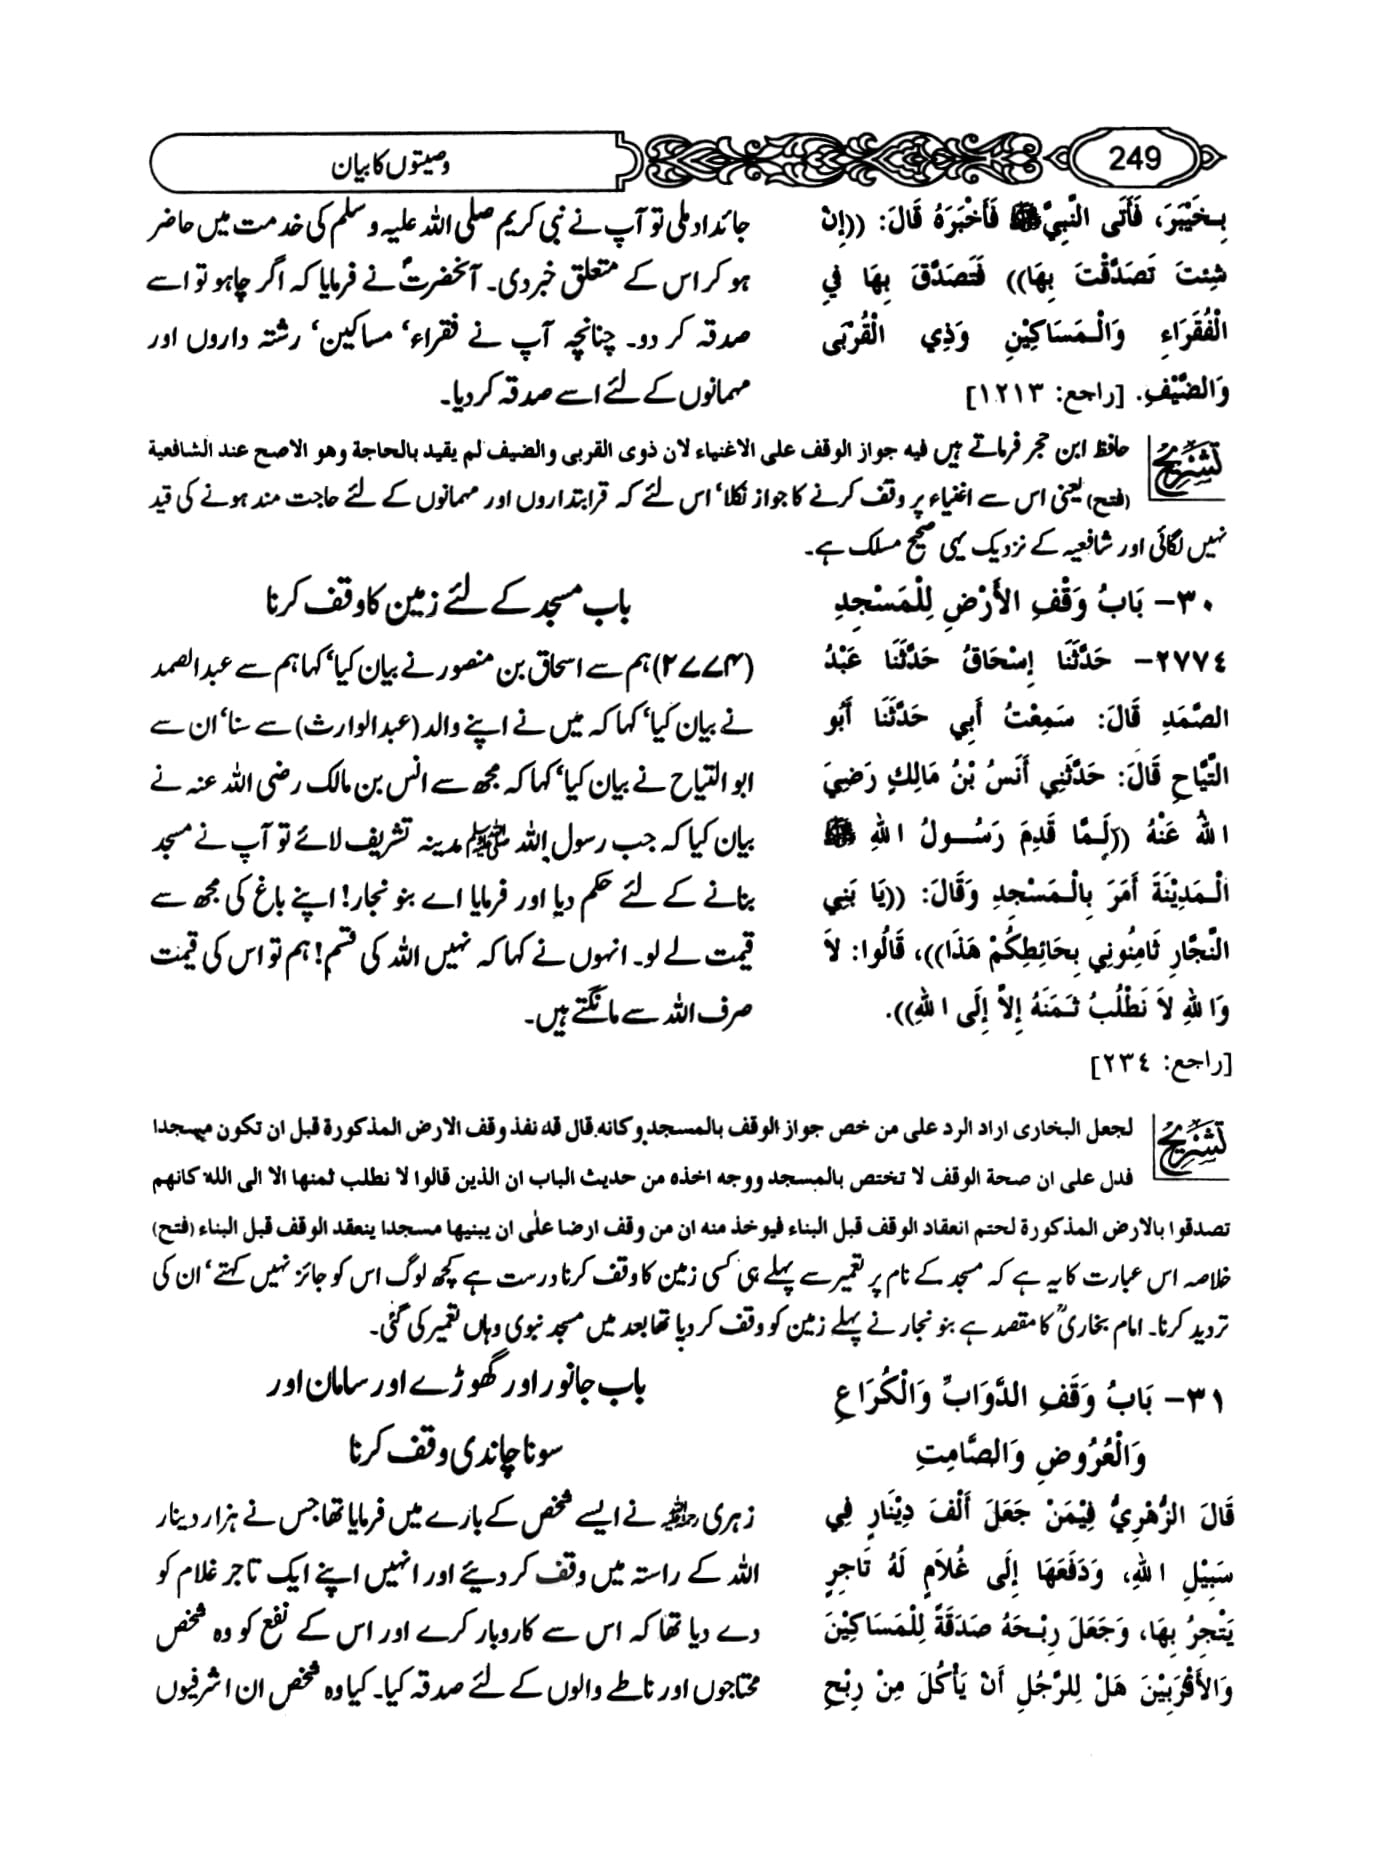 249
وصیتوں کا بیان
بِخَيْبَرَ، فَأَتَى النَّبِيَّ ﷺ فَأَخْبَرَهُ قَالَ: ((إِنْ
شِئتَ تَصَدَّقْتَ بِهَا)) فَتَصَدَّقَ بِهَا فِي
الْفُقَرَاءِ وَالْمَسَاكِيْنِ وَذِي الْقُرْبَى
وَالضَّيْفِ. [راجع: ١٢١٣]
جائداد ملی تو آپ نے نبی کریم صلی اللہ علیہ و سلم کی خدمت میں حاضر
ہو کر اس کے متعلق خبر دی۔ آنحضرتؐ نے فرمایا کہ اگر چاہو تو اسے
صدقہ کر دو۔ چنانچہ آپ نے فقراء‘ مساکین‘ رشتہ داروں اور
مہمانوں کے لئے اسے صدقہ کر دیا۔
تشریح
حافظ ابن حجر فرماتے ہیں فیه جواز الوقف علی الاغنیاء لان ذوی القربی والضیف لم یقید بالحاجة وهو الاصح عند الشافعیة
(فتح) یعنی اس سے اغنیاء پر وقف کرنے کا جواز نکلا‘ اس لئے کہ قرابتداروں اور مہمانوں کے لئے حاجت مند ہونے کی قید
نہیں لگائی اور شافعیہ کے نزدیک یہی صحیح مسلک ہے۔
٣٠- بَابُ وَقْفِ الأَرْضِ لِلْمَسْجِدِ
باب مسجد کے لئے زمین کا وقف کرنا
٢٧٧٤- حَدَّثَنَا إِسْحَاقُ حَدَّثَنَا عَبْدُ
الصَّمَدِ قَالَ: سَمِعْتُ أَبِي حَدَّثَنَا أَبُو
التَّيَّاحِ قَالَ: حَدَّثَنِي أَنَسُ بْنُ مَالِكٍ رَضِيَ
اللهُ عَنْهُ ((لَمَّا قَدِمَ رَسُولُ اللهِ ﷺ
الْمَدِيْنَةَ أَمَرَ بِالْمَسْجِدِ وَقَالَ: ((يَا بَنِي
النَّجَّارِ ثَامِنُونِي بِحَائِطِكُمْ هَذَا))، قَالُوا: لاَ
وَاللهِ لاَ نَطْلُبُ ثَمَنَهُ إِلاَّ إِلَى اللهِ)).
[راجع: ٢٣٤]
(۲۷۷۴) ہم سے اسحاق بن منصور نے بیان کیا‘ کہا ہم سے عبدالصمد
نے بیان کیا‘ کہا کہ میں نے اپنے والد (عبدالوارث) سے سنا‘ ان سے
ابو التیاح نے بیان کیا‘ کہا کہ مجھ سے انس بن مالک رضی اللہ عنہ نے
بیان کیا کہ جب رسول اللہ ﷺ مدینہ تشریف لائے تو آپ نے مسجد
بنانے کے لئے حکم دیا اور فرمایا اے بنو نجار! اپنے باغ کی مجھ سے
قیمت لے لو۔ انہوں نے کہا کہ نہیں اللہ کی قسم! ہم تو اس کی قیمت
صرف اللہ سے مانگتے ہیں۔
تشریح
لجعل البخاری اراد الرد علی من خص جواز الوقف بالمسجد وکانه قال قد نفذ وقف الارض المذکورة قبل ان تکون مسجدا
فدل علی ان صحة الوقف لا تختص بالمسجد ووجه اخذه من حدیث الباب ان الذین قالوا لا نطلب ثمنها الا الی الله کانهم
تصدقوا بالارض المذکورة لحتم انعقاد الوقف قبل البناء فیوخذ منه ان من وقف ارضا علی ان یبنیها مسجدا ینعقد الوقف قبل البناء (فتح)
خلاصہ اس عبارت کا یہ ہے کہ مسجد کے نام پر تعمیر سے پہلے ہی کسی زمین کا وقف کرنا درست ہے کچھ لوگ اس کو جائز نہیں کہتے‘ ان کی
تردید کرنا۔ امام بخاریؒ کا مقصد ہے بنو نجار نے پہلے زمین کو وقف کر دیا تھا بعد میں مسجد نبوی وہاں تعمیر کی گئی۔
٣١- بَابُ وَقْفِ الدَّوَابِّ وَالْكُرَاعِ
وَالْعُرُوضِ وَالصَّامِتِ
باب جانور اور گھوڑے اور سامان اور
سونا چاندی وقف کرنا
قَالَ الزُّهْرِيُّ فِيْمَنْ جَعَلَ أَلْفَ دِيْنَارٍ فِي
سَبِيْلِ اللهِ، وَدَفَعَهَا إِلَى غُلَامٍ لَهُ تَاجِرٍ
يَتْجِرُ بِهَا، وَجَعَلَ رِبْحَهُ صَدَقَةً لِلْمَسَاكِيْنَ
وَالأَقْرَبِيْنَ هَلْ لِلرَّجُلِ أَنْ يَأْكُلَ مِنْ رِبْحِ
زہری رحمہ اللہ نے ایسے شخص کے بارے میں فرمایا تھا جس نے ہزار دینار
اللہ کے راستہ میں وقف کر دیئے اور انہیں اپنے ایک تاجر غلام کو
دے دیا تھا کہ اس سے کاروبار کرے اور اس کے نفع کو وہ شخص
محتاجوں اور ناطے والوں کے لئے صدقہ کیا۔ کیا وہ شخص ان اشرفیوں